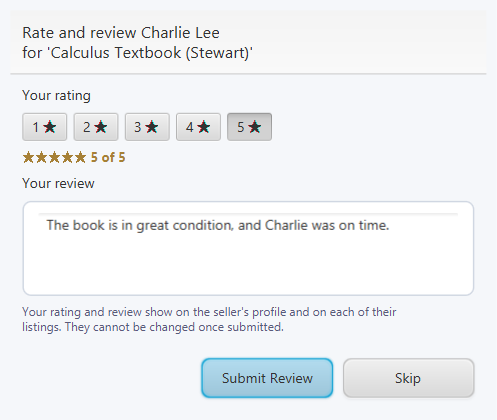 Rate and review Charlie Lee
for 'Calculus Textbook (Stewart)'
Your rating
1★ 2★ 3★ 4★ 5★
★★★★★ 5 of 5
Your review
The book is in great condition, and Charlie was on time.
Your rating and review show on the seller's profile and on each of their
listings. They cannot be changed once submitted.
Submit Review Skip